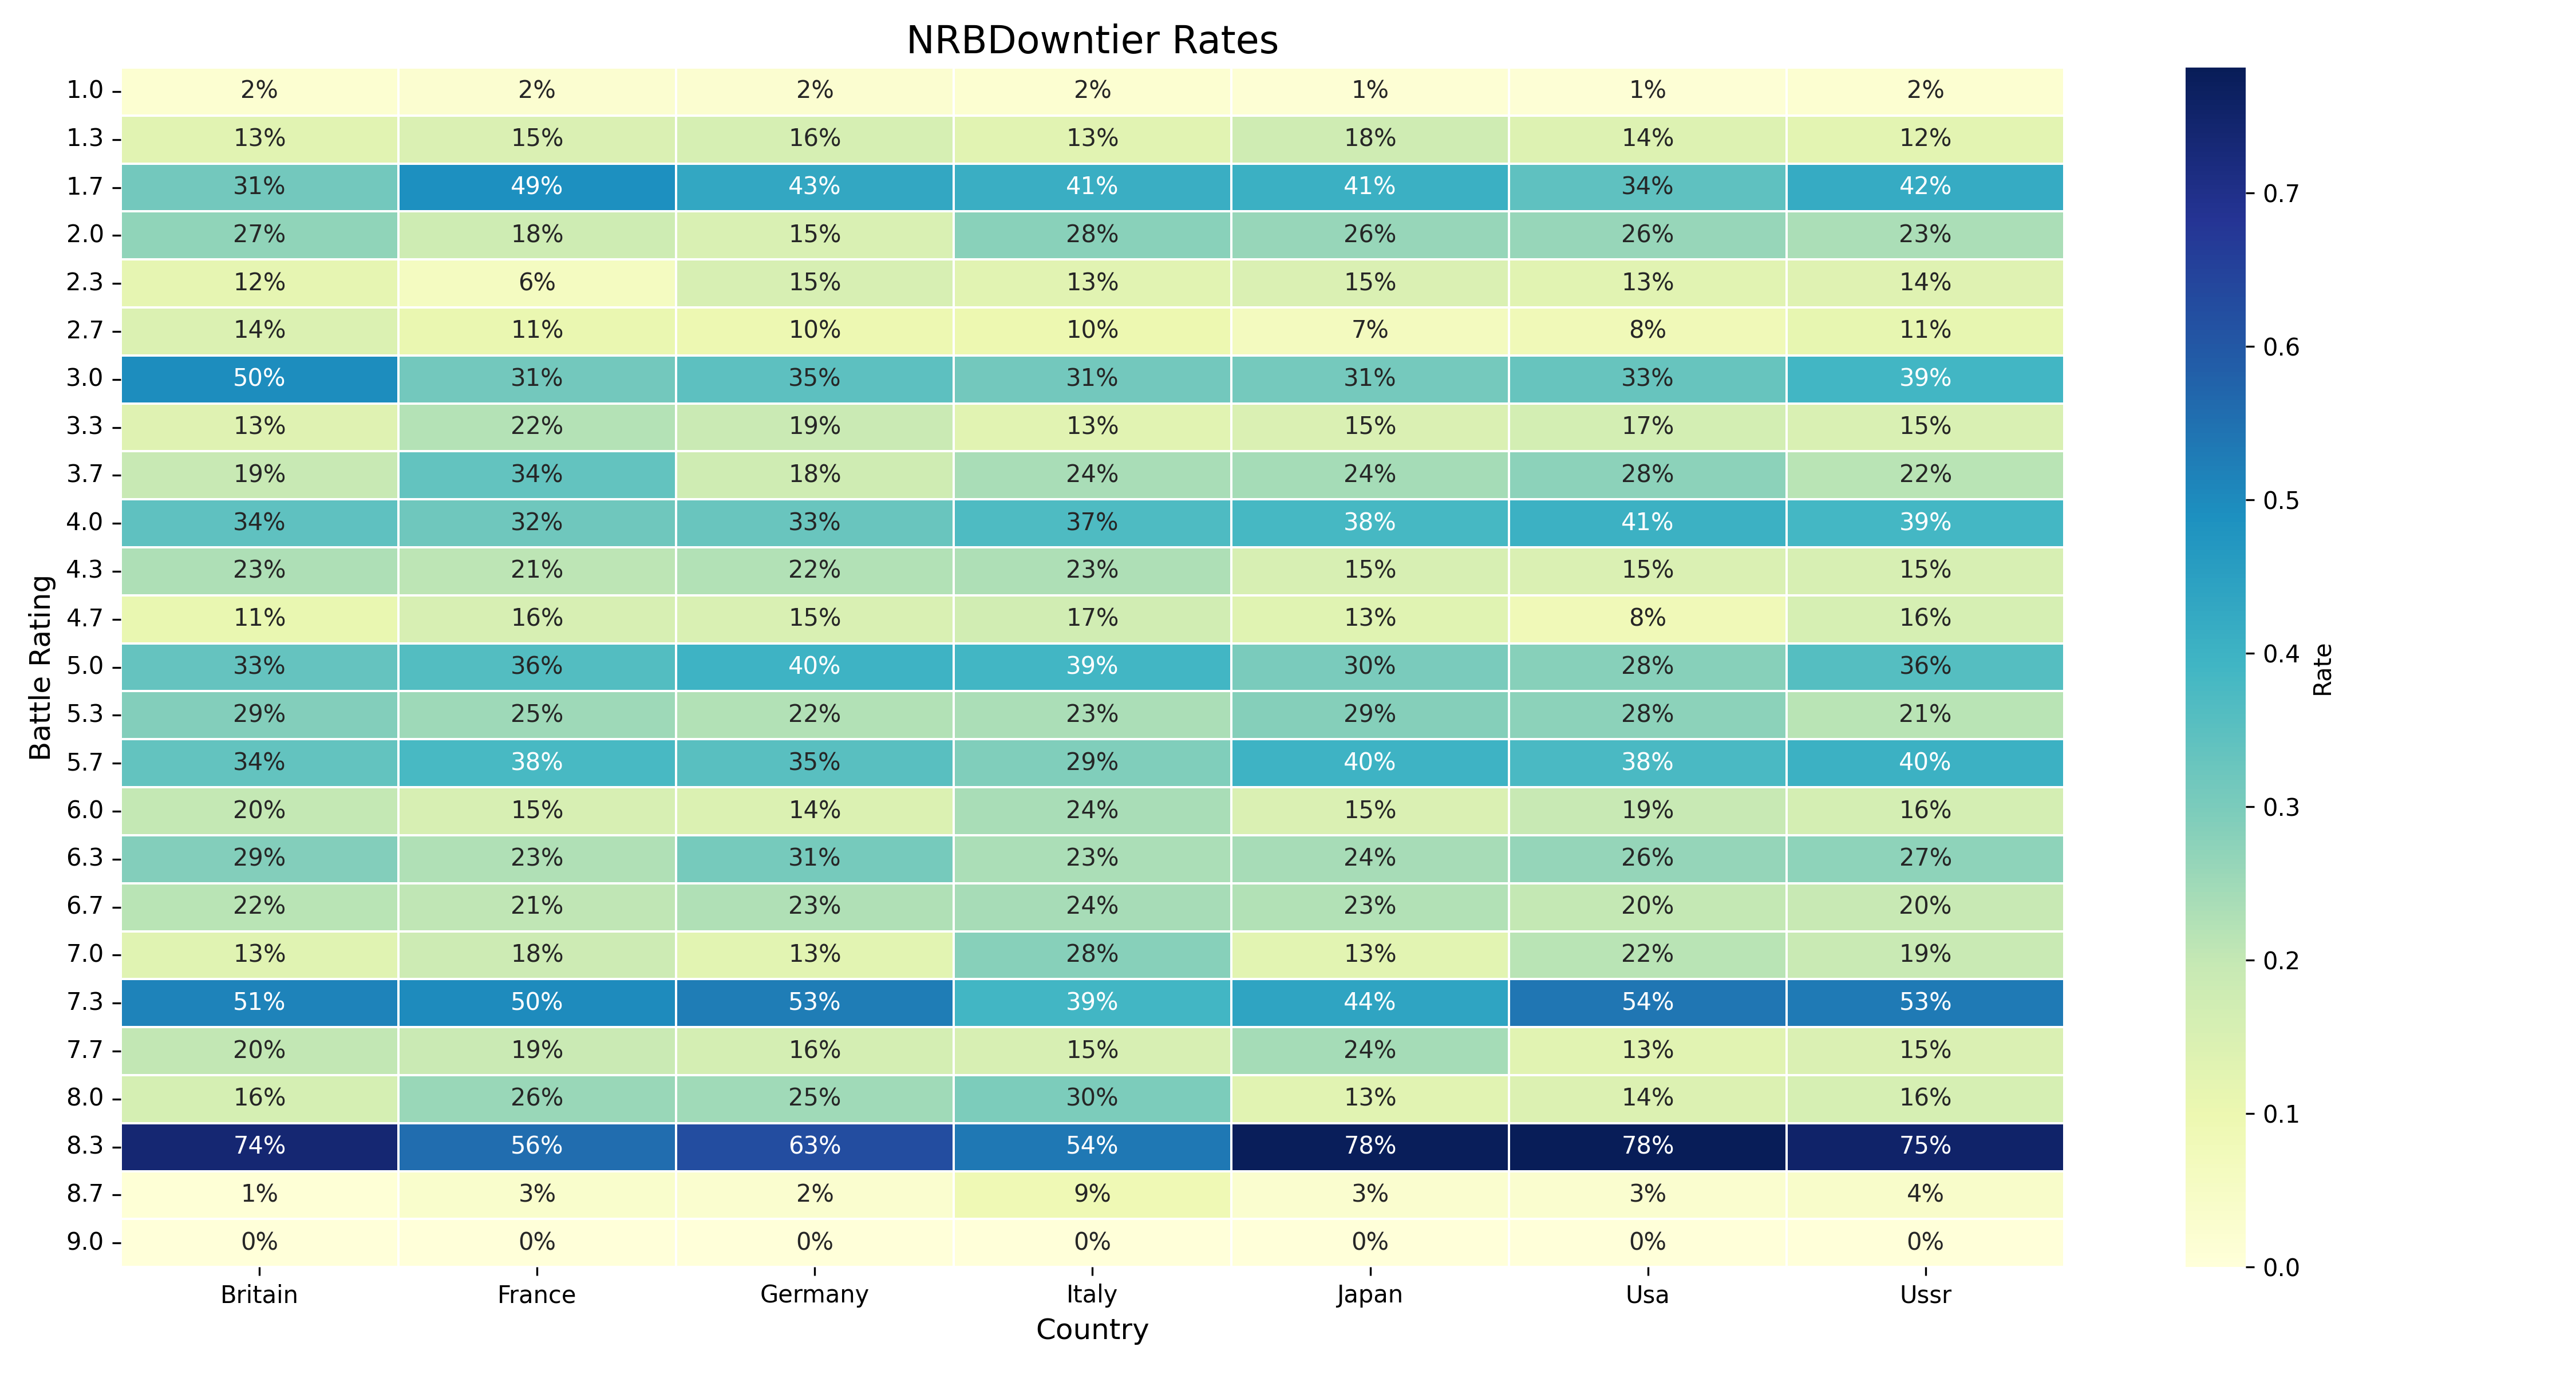 NRBDowntier Rates
1.0 2% 2% 2% 2% 1% 1% 2%
1.3 13% 15% 16% 13% 18% 14% 12%
1.7 31% 49% 43% 41% 41% 34% 42%
2.0 27% 18% 15% 28% 26% 26% 23%
2.3 12% 6% 15% 13% 15% 13% 14%
2.7 14% 11% 10% 10% 7% 8% 11%
3.0 50% 31% 35% 31% 31% 33% 39%
3.3 13% 22% 19% 13% 15% 17% 15%
3.7 19% 34% 18% 24% 24% 28% 22%
4.0 34% 32% 33% 37% 38% 41% 39%
4.3 23% 21% 22% 23% 15% 15% 15%
4.7 11% 16% 15% 17% 13% 8% 16%
5.0 33% 36% 40% 39% 30% 28% 36%
5.3 29% 25% 22% 23% 29% 28% 21%
5.7 34% 38% 35% 29% 40% 38% 40%
6.0 20% 15% 14% 24% 15% 19% 16%
6.3 29% 23% 31% 23% 24% 26% 27%
6.7 22% 21% 23% 24% 23% 20% 20%
7.0 13% 18% 13% 28% 13% 22% 19%
7.3 51% 50% 53% 39% 44% 54% 53%
7.7 20% 19% 16% 15% 24% 13% 15%
8.0 16% 26% 25% 30% 13% 14% 16%
8.3 74% 56% 63% 54% 78% 78% 75%
8.7 1% 3% 2% 9% 3% 3% 4%
9.0 0% 0% 0% 0% 0% 0% 0%
Britain France Germany Italy Japan Usa Ussr
Country
Battle Rating
0.7
0.6
0.5
0.4
0.3
0.2
0.1
0.0
Rate